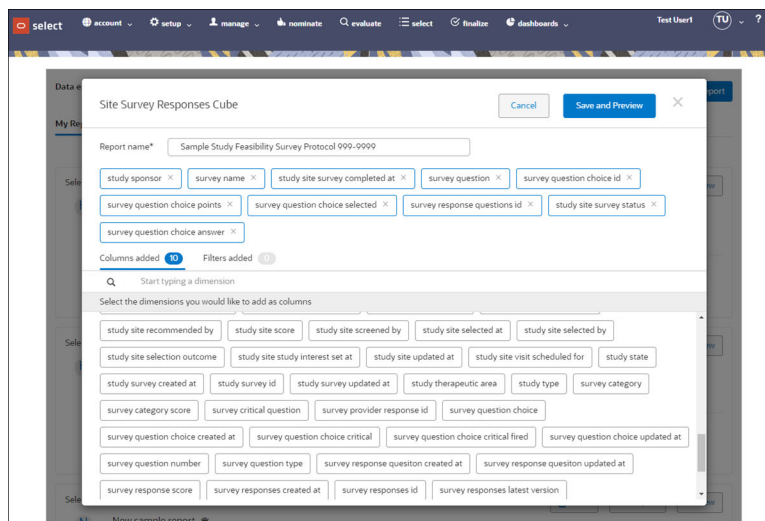 select account setup manage nominate evaluate select finalize dashboards Test User1 TU ?
Data e
port
Site Survey Responses Cube Cancel Save and Preview ×
My Re
Report name* Sample Study Feasibility Survey Protocol 999-9999
Sele
study sponsor × survey name × study site survey completed at × survey question × survey question choice id ×
survey question choice points × survey question choice selected × survey response questions id × study site survey status ×
survey question choice answer ×
Columns added 10 Filters added 0
Start typing a dimension
Select the dimensions you would like to add as columns
study site recommended by study site score study site screened by study site selected at study site selected by
Sele
study site selection outcome study site study interest set at study site updated at study site visit scheduled for study state
study survey created at study survey id study survey updated at study therapeutic area study type survey category
survey category score survey critical question survey provider response id survey question choice
survey question choice created at survey question choice critical survey question choice critical fired survey question choice updated at
survey question number survey question type survey response quesiton created at survey response quesiton updated at
survey response score survey responses created at survey responses id survey responses latest version
Sele
New sample report